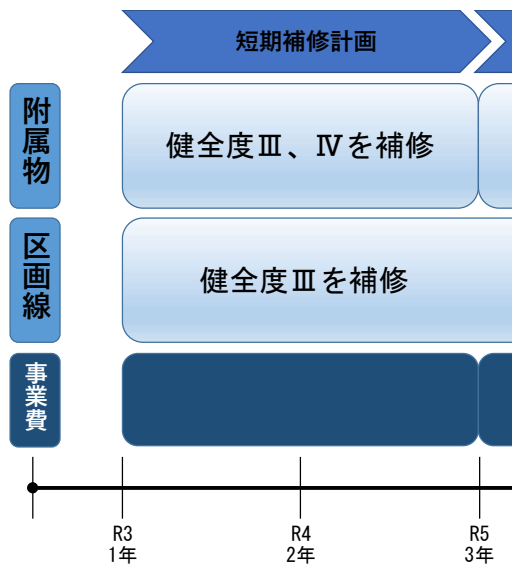 短期補修計画
附属物
健全度Ⅲ、Ⅳを補修
区画線
健全度Ⅲを補修
事業費
R3
1年
R4
2年
R5
3年